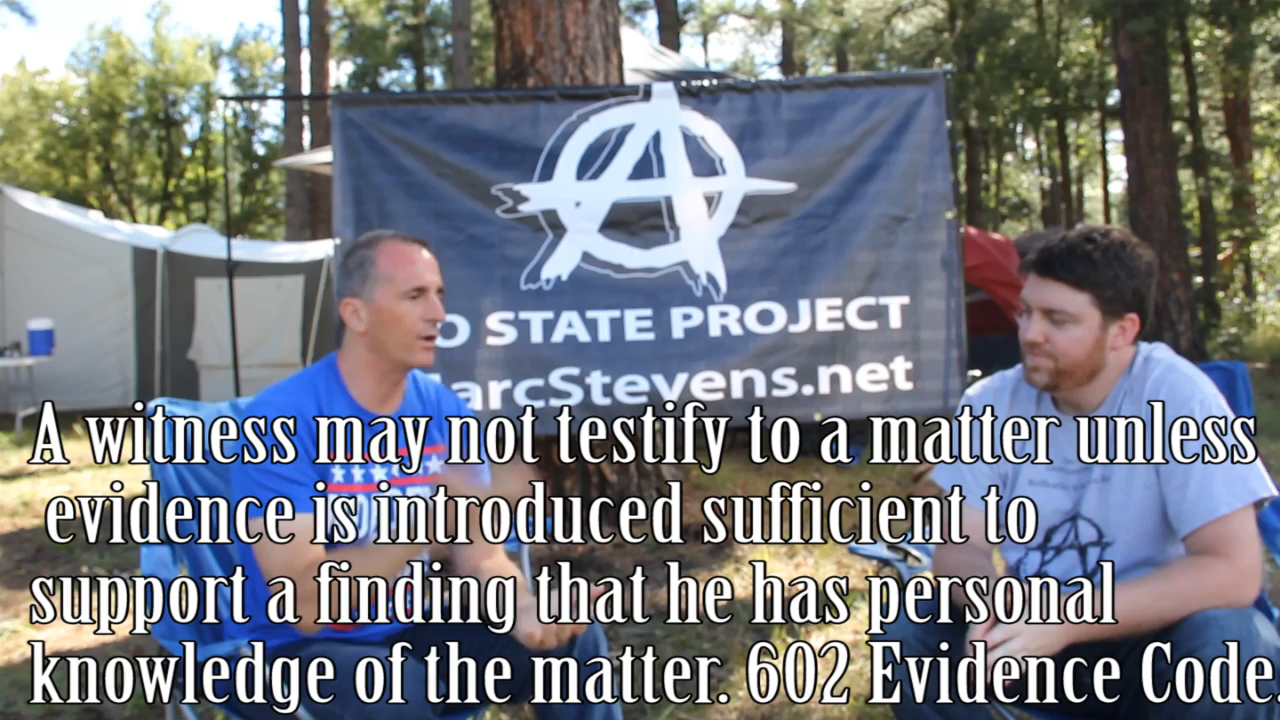 O STATE PROJECT
arcStevens.net
A witness may not testify to a matter unless
evidence is introduced sufficient to
support a finding that he has personal
knowledge of the matter. 602 Evidence Code.